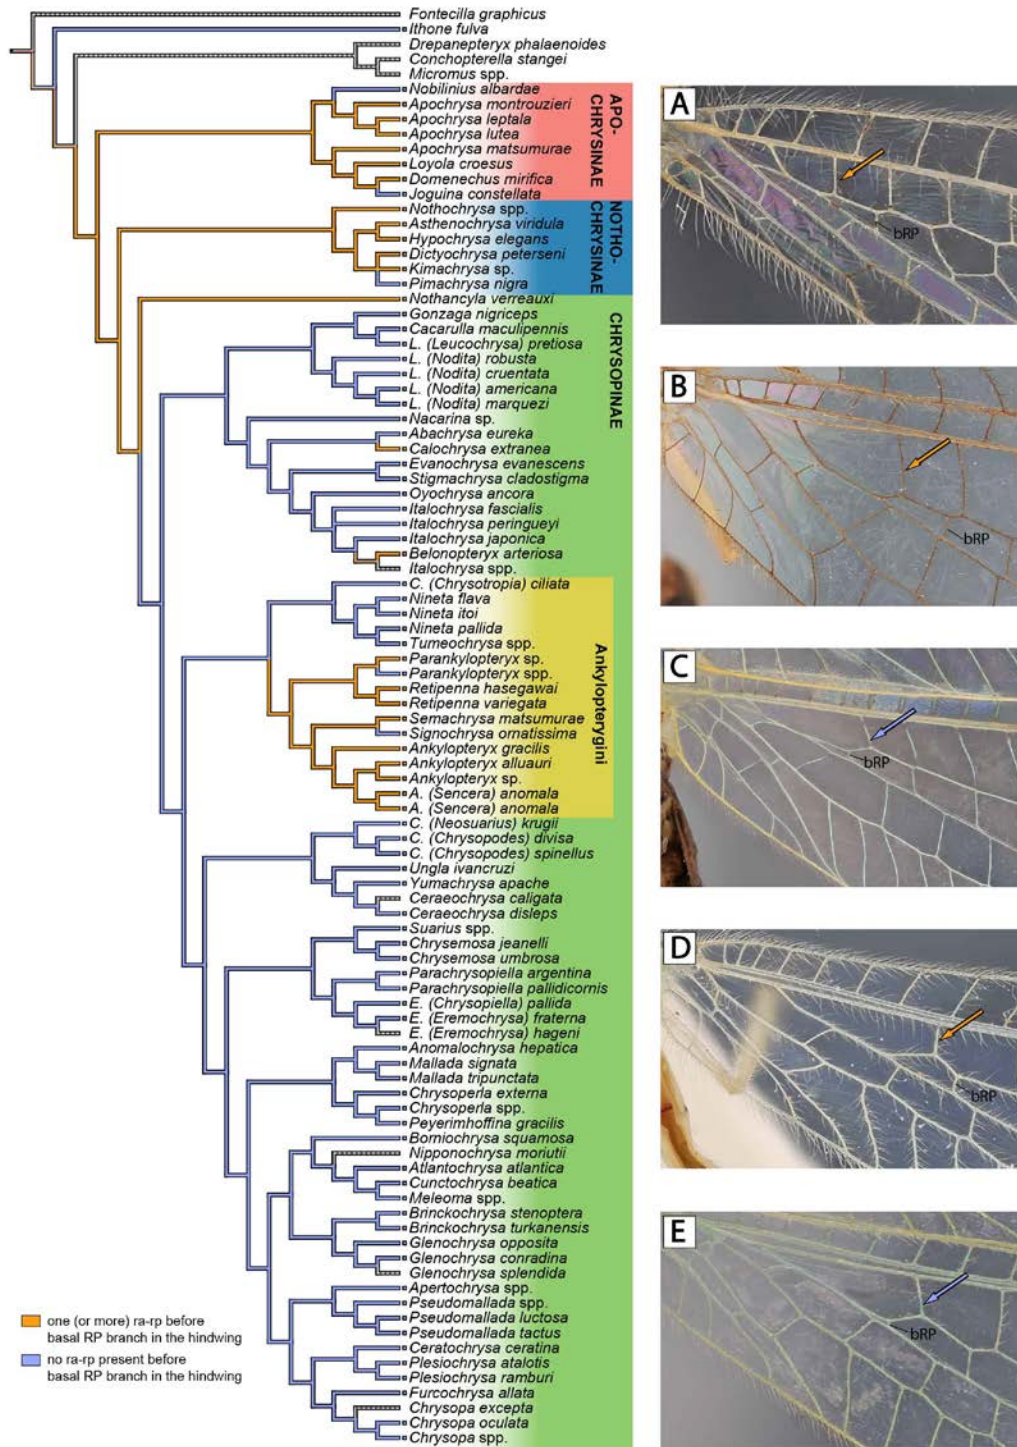 Fontecilla graphicus
Ithone fulva
Drepanepteryx phalaenoides
Conchopterella stangei
Micromus spp.
Nobilinius albardae
Apochrysa montrouzieri
Apochrysa leptala
Apochrysa lutea
Apochrysa matsumurae
Loyola croesus
Domenechus mirifica
Joguina constellata
Nothochrysa spp.
Asthenochrysa viridula
Hypochrysa elegans
Dictyochrysa peterseni
Kimachrysa sp.
Pimachrysa nigra
Nothancyla verreauxi
Gonzaga nigriceps
Cacarulla maculipennis
L. (Leucochrysa) pretiosa
L. (Nodita) robusta
L. (Nodita) cruentata
L. (Nodita) americana
L. (Nodita) marquezi
Nacarina sp.
Abachrysa eureka
Calochrysa extranea
Evanochrysa evanescens
Stigmachrysa cladostigma
Oyochrysa ancora
Italochrysa fascialis
Italochrysa peringueyi
Italochrysa japonica
Belonopteryx arteriosa
Italochrysa spp.
C. (Chrysotropia) ciliata
Nineta flava
Nineta itoi
Nineta pallida
Tumeochrysa spp.
Parankylopteryx sp.
Parankylopteryx spp.
Retipenna hasegawai
Retipenna variegata
Semachrysa matsumurae
Signochrysa ornatissima
Ankylopteryx gracilis
Ankylopteryx alluauri
Ankylopteryx sp.
A. (Sencera) anomala
A. (Sencera) anomala
C. (Neosuarius) krugii
C. (Chrysopodes) divisa
C. (Chrysopodes) spinellus
Ungla ivancruzi
Yumachrysa apache
Ceraeochrysa caligata
Ceraeochrysa disleps
Suarius spp.
Chrysemosa jeanelli
Chrysemosa umbrosa
Parachrysopiella argentina
Parachrysopiella pallidicornis
E. (Chrysopiella) pallida
E. (Eremochrysa) fraterna
E. (Eremochrysa) hageni
Anomalochrysa hepatica
Mallada signata
Mallada tripunctata
Chrysoperla externa
Chrysoperla spp.
Peyerimhoffina gracilis
Borniochrysa squamosa
Nipponochrysa moriutii
Atlantochrysa atlantica
Cunctochrysa beatica
Meleoma spp.
Brinckochrysa stenoptera
Brinckochrysa turkanensis
Glenochrysa opposita
Glenochrysa conradina
Glenochrysa splendida
Apertochrysa spp.
Pseudomallada spp.
Pseudomallada luctosa
Pseudomallada tactus
Ceratochrysa ceratina
Plesiochrysa atalotis
Plesiochrysa ramburi
Furcochrysa allata
Chrysopa excepta
Chrysopa oculata
Chrysopa spp.
APO-
CHRYSINAE
NOTHO-
CHRYSINAE
CHRYSOPINAE
Ankylopterygini
one (or more) ra-rp before
basal RP branch in the hindwing
no ra-rp present before
basal RP branch in the hindwing
A
bRP
B
bRP
C
bRP
D
bRP
E
bRP